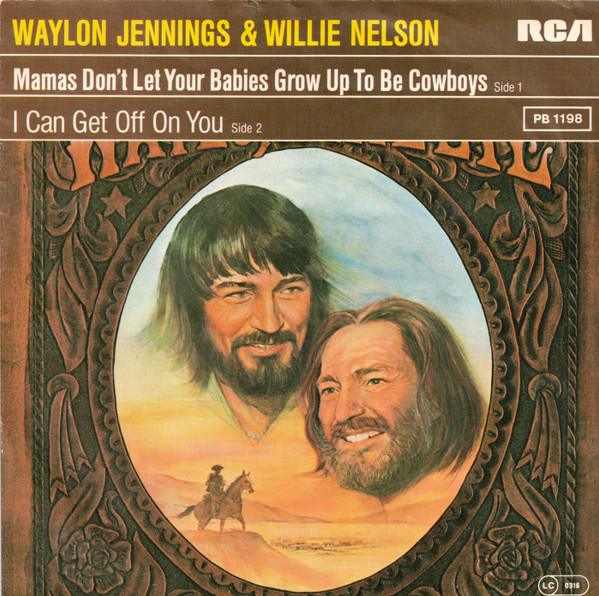 WAYLON JENNINGS & WILLIE NELSON
RCA
Mamas Don't Let Your Babies Grow Up To Be Cowboys Side 1
I Can Get Off On You Side 2
PB 1198
LC 0316